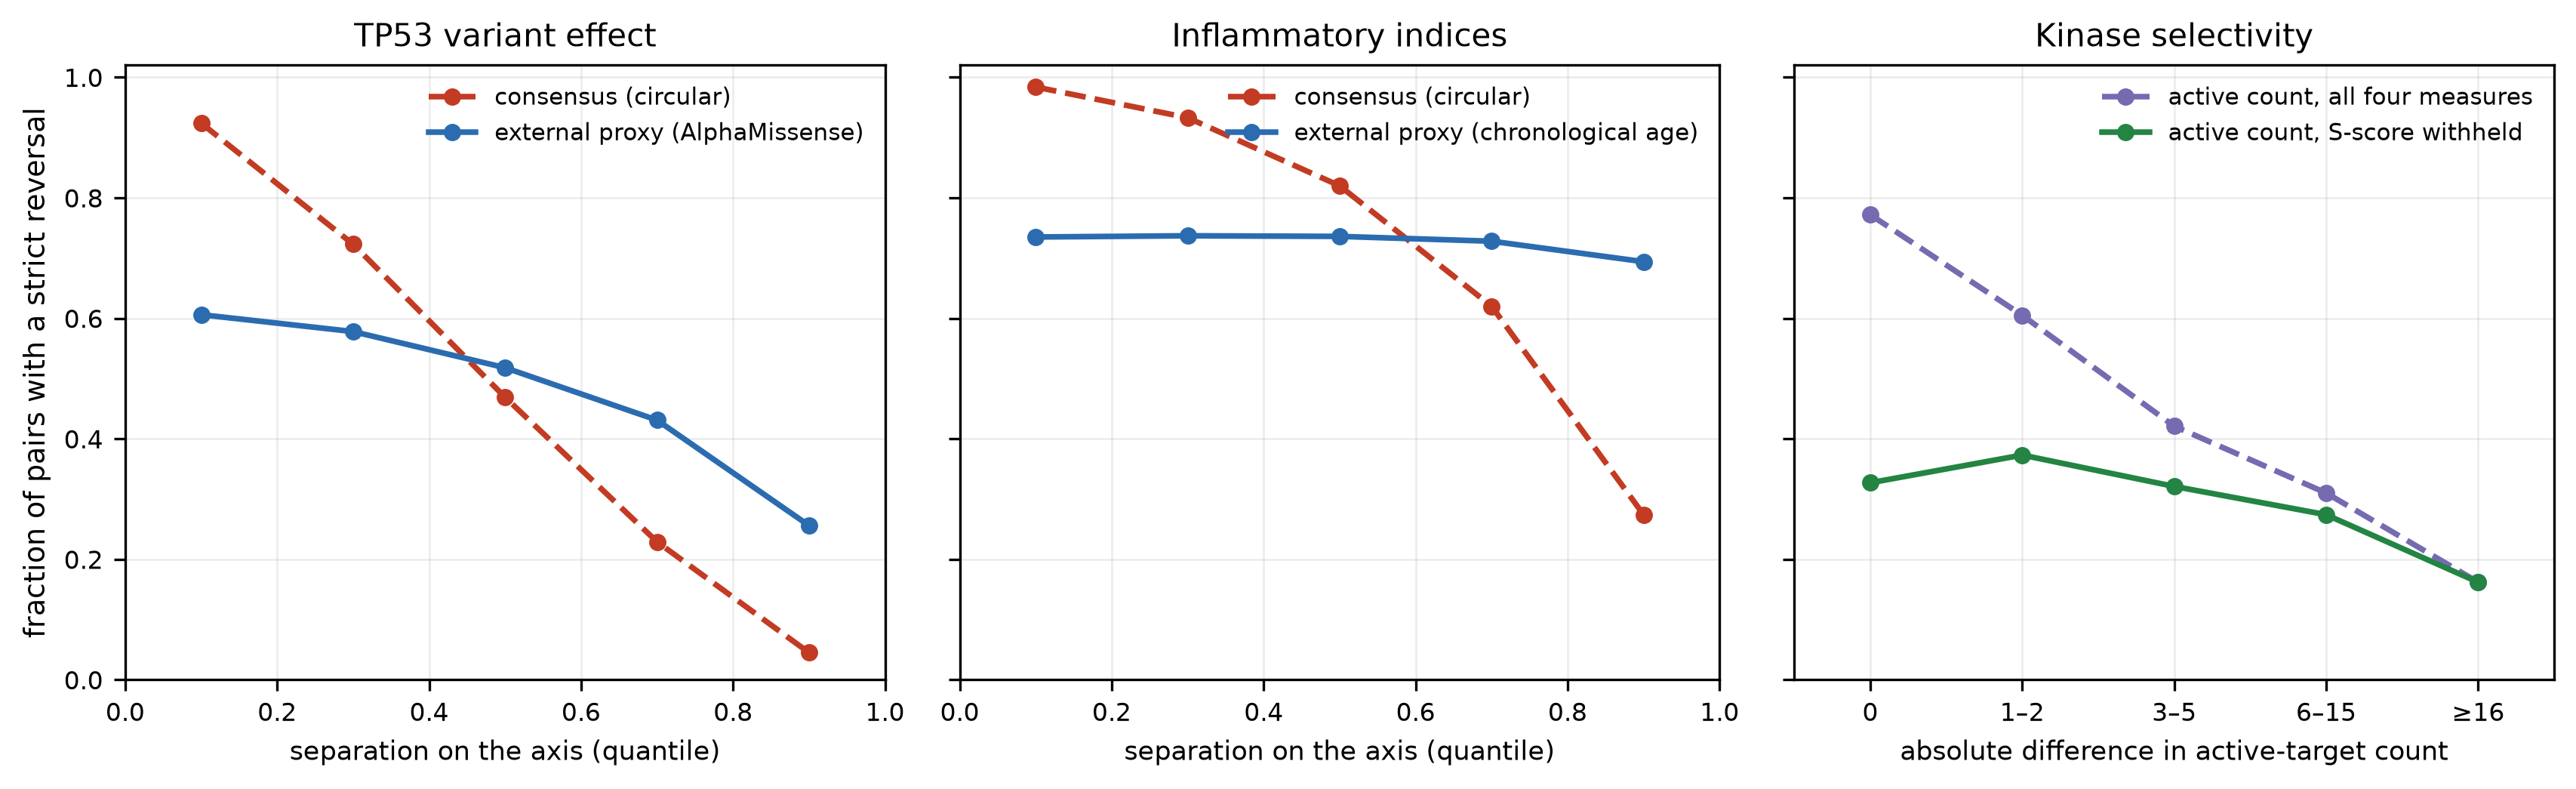 TP53 variant effect
consensus (circular)
external proxy (AlphaMissense)
fraction of pairs with a strict reversal
1.0
0.8
0.6
0.4
0.2
0.0
0.0 0.2 0.4 0.6 0.8 1.0
separation on the axis (quantile)
Inflammatory indices
consensus (circular)
external proxy (chronological age)
0.0 0.2 0.4 0.6 0.8 1.0
separation on the axis (quantile)
Kinase selectivity
active count, all four measures
active count, S-score withheld
0 1–2 3–5 6–15 ≥16
absolute difference in active-target count